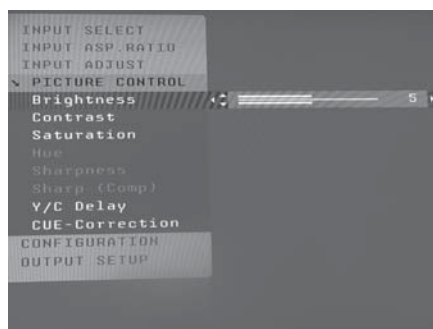 INPUT SELECT
INPUT ASP.RATIO
INPUT ADJUST
PICTURE CONTROL
Brightness 5
Contrast
Saturation
Hue
Sharpness
Sharp (Comp)
Y/C Delay
CUE-Correction
CONFIGURATION
OUTPUT SETUP